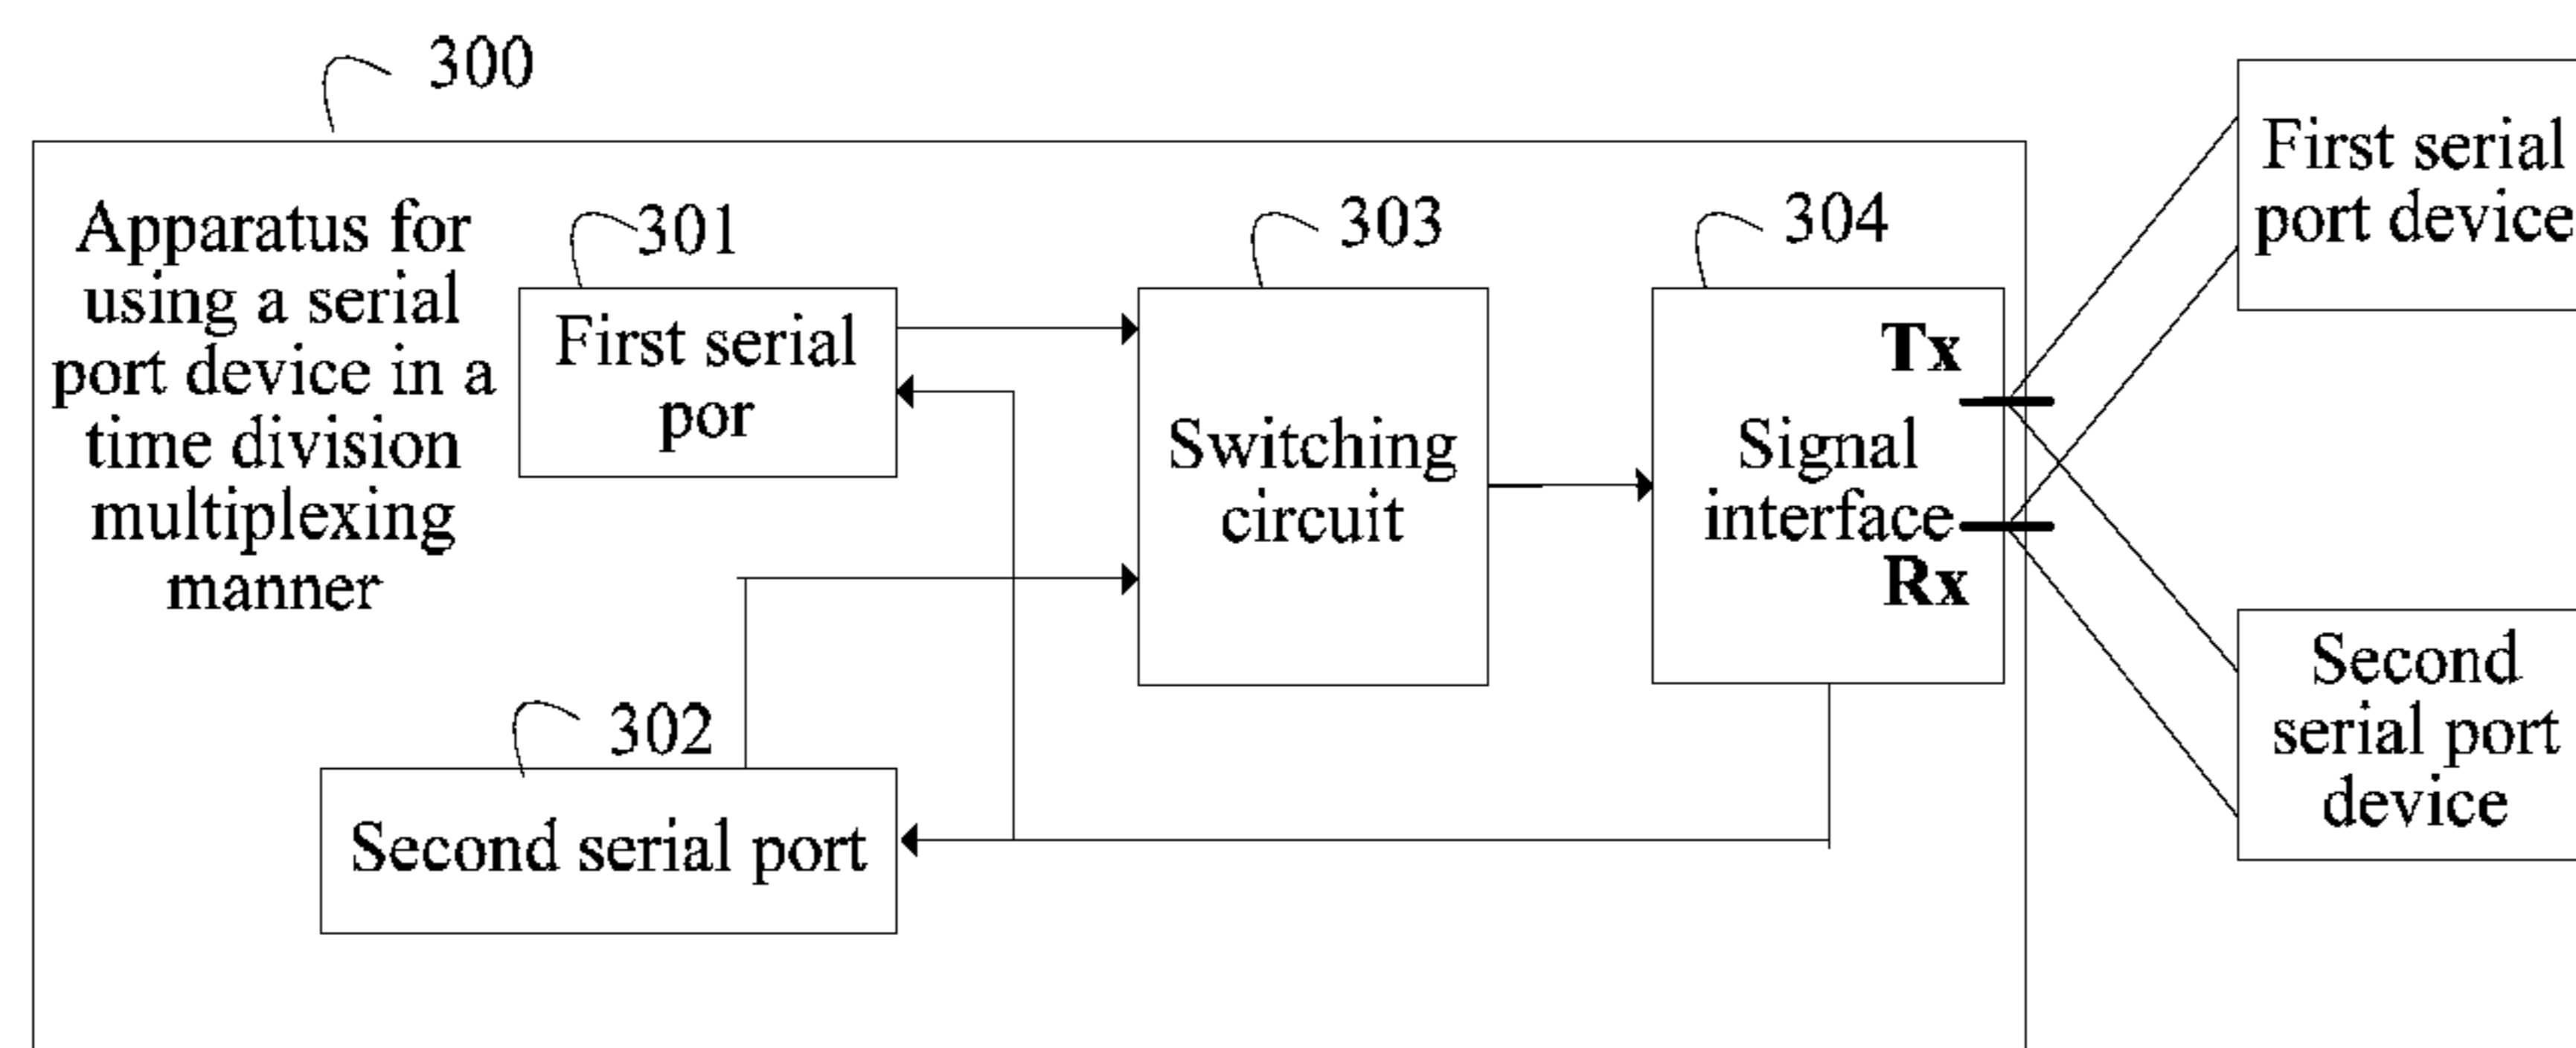 300
Apparatus for
using a serial
port device in a
time division
multiplexing
manner
301
First serial
por
302
Second serial port
303
Switching
circuit
304
Tx
Signal
interface
Rx
First serial
port device
Second
serial port
device